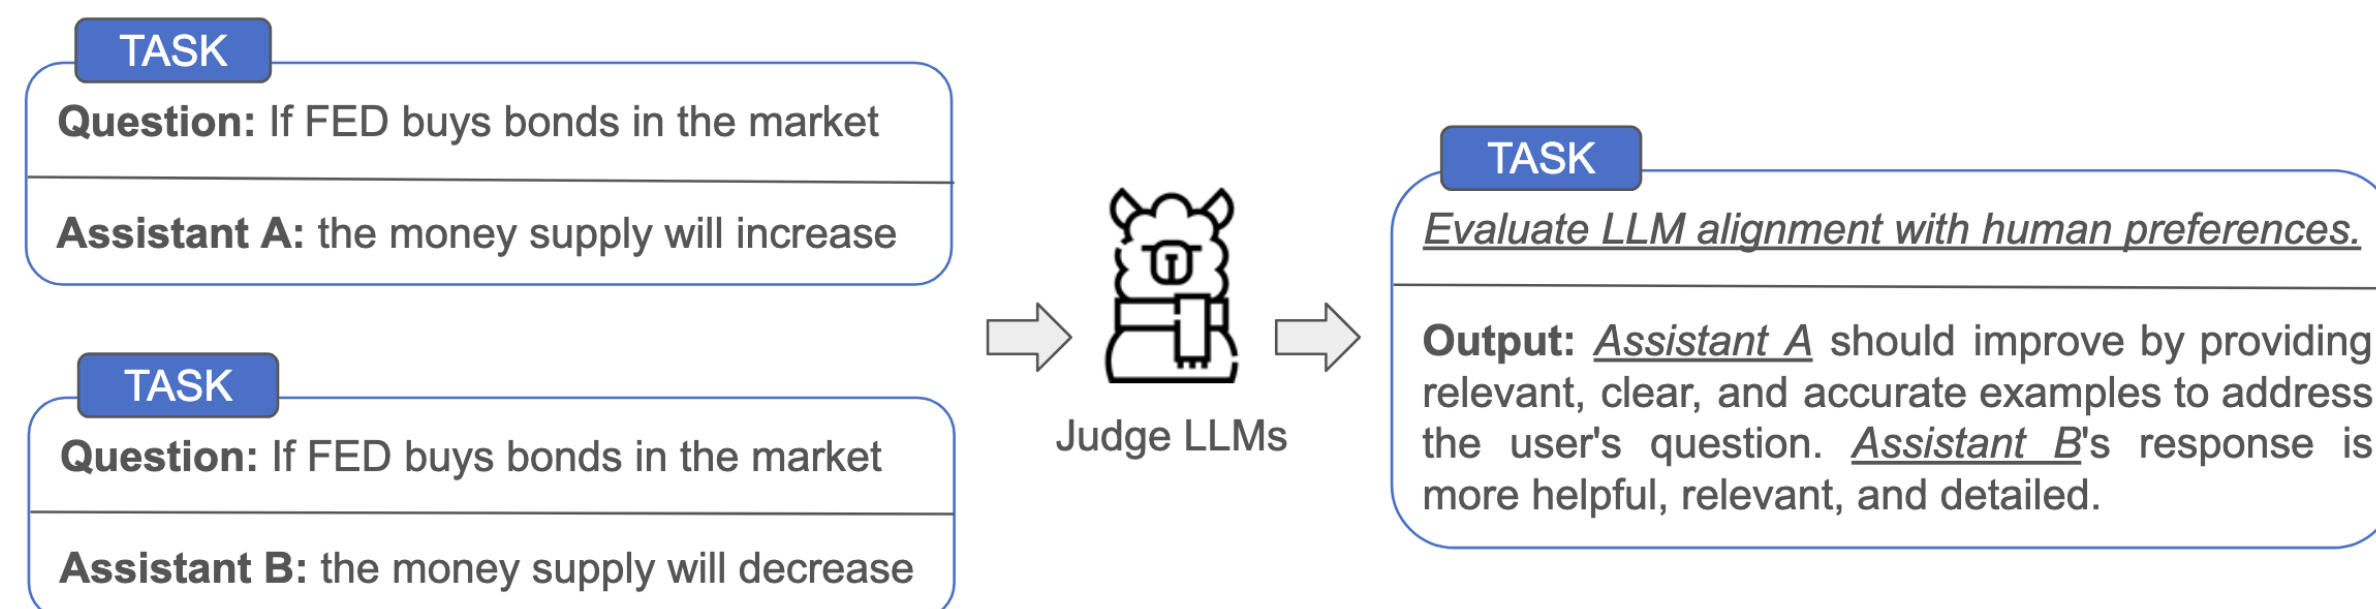 TASK
Question: If FED buys bonds in the market
Assistant A: the money supply will increase
TASK
Question: If FED buys bonds in the market
Assistant B: the money supply will decrease
Judge LLMs
TASK
Evaluate LLM alignment with human preferences.
Output: Assistant A should improve by providing
relevant, clear, and accurate examples to address
the user's question. Assistant B's response is
more helpful, relevant, and detailed.